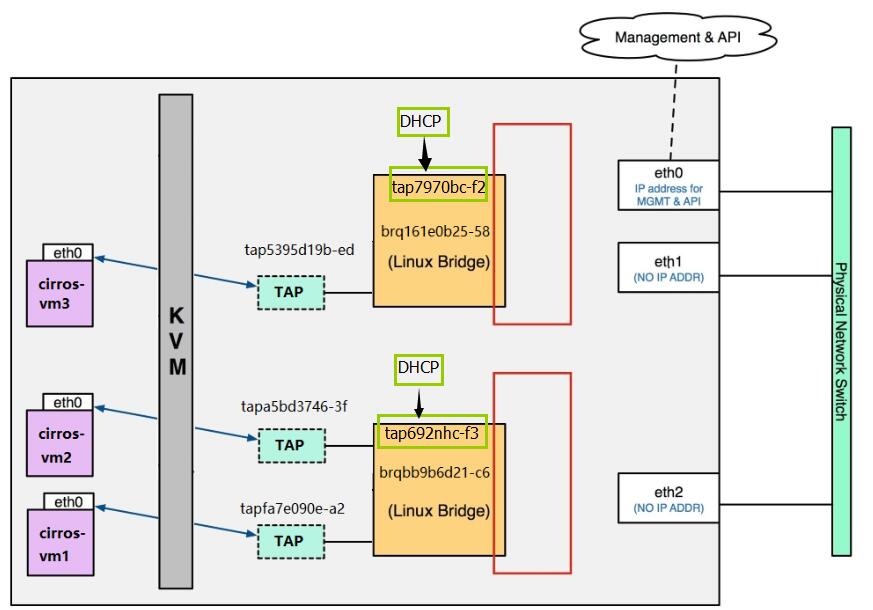 Management & API
DHCP
tap7970bc-f2
brq161e0b25-58
(Linux Bridge)
tap5395d19b-ed
TAP
eth0
cirros-
vm3
KVM
eth0
IP address for
MGMT & API
eth1
(NO IP ADDR)
Physical Network Switch
DHCP
tap692nhc-f3
brqbb9b6d21-c6
(Linux Bridge)
tapa5bd3746-3f
TAP
eth0
cirros-
vm2
tapfa7e090e-a2
TAP
eth0
cirros-
vm1
eth2
(NO IP ADDR)